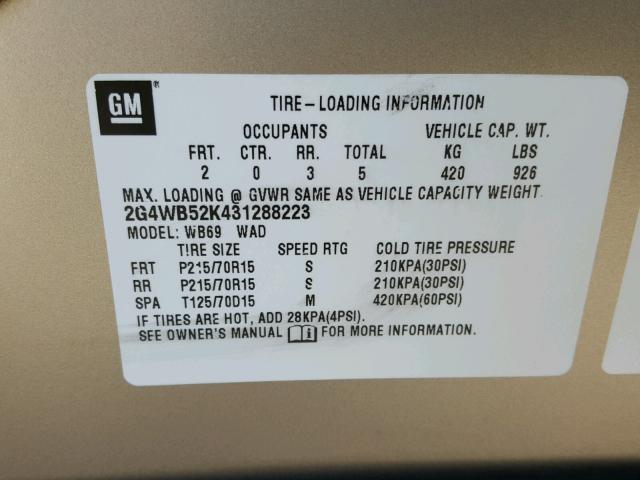 GM ®
TIRE-LOADING INFORMATION
OCCUPANTS VEHICLE CAP. WT.
FRT. CTR. RR. TOTAL KG LBS
2 0 3 5 420 926
MAX. LOADING @ GVWR SAME AS VEHICLE CAPACITY WEIGHT.
2G4WB52K431288223
MODEL: WB69 WAD
TIRE SIZE SPEED RTG COLD TIRE PRESSURE
FRT P215/70R15 S 210KPA(30PSI)
RR P215/70R15 S 210KPA(30PSI)
SPA T125/70D15 M 420KPA(60PSI)
IF TIRES ARE HOT, ADD 28KPA(4PSI).
SEE OWNER'S MANUAL FOR MORE INFORMATION.